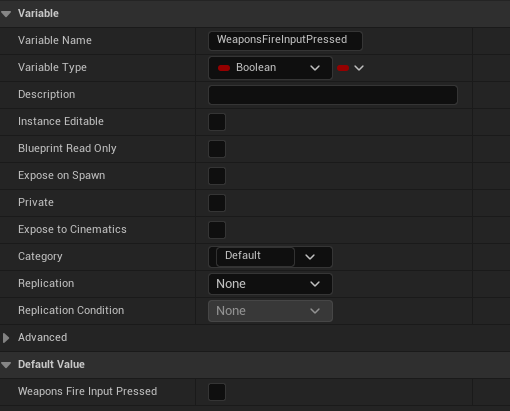 Variable
Variable Name WeaponsFireInputPressed
Variable Type Boolean
Description
Instance Editable
Blueprint Read Only
Expose on Spawn
Private
Expose to Cinematics
Category Default
Replication None
Replication Condition None
Advanced
Default Value
Weapons Fire Input Pressed